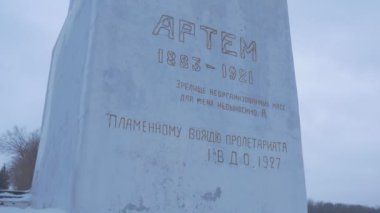 АРТЕМ
1883-1921
ЗРЕЛИЩЕ НЕОРГАНИЗОВАННЫХ МАСС
ДЛЯ МЕНЯ НЕВЫНОСИМО. А
"ПЛАМЕННОМУ ВОЖДЮ ПРОЛЕТАРИАТА
1927